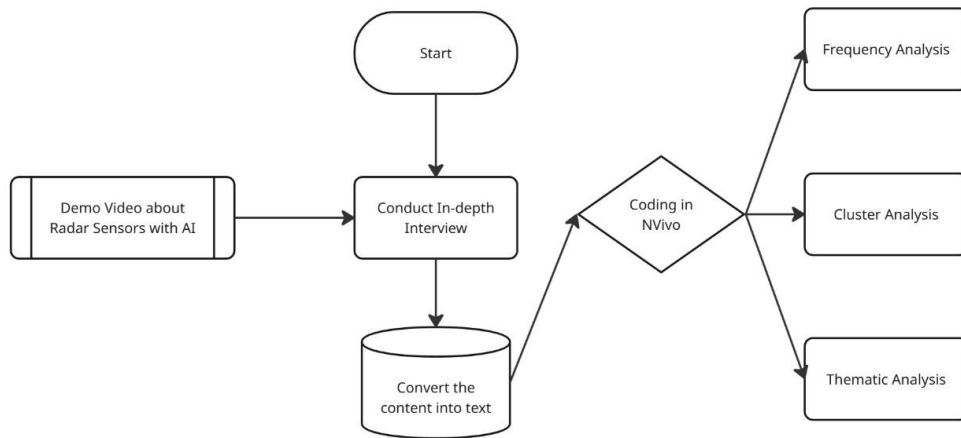 Start
Demo Video about
Radar Sensors with AI
Conduct In-depth
Interview
Convert the
content into text
Coding in
NVivo
Frequency Analysis
Cluster Analysis
Thematic Analysis